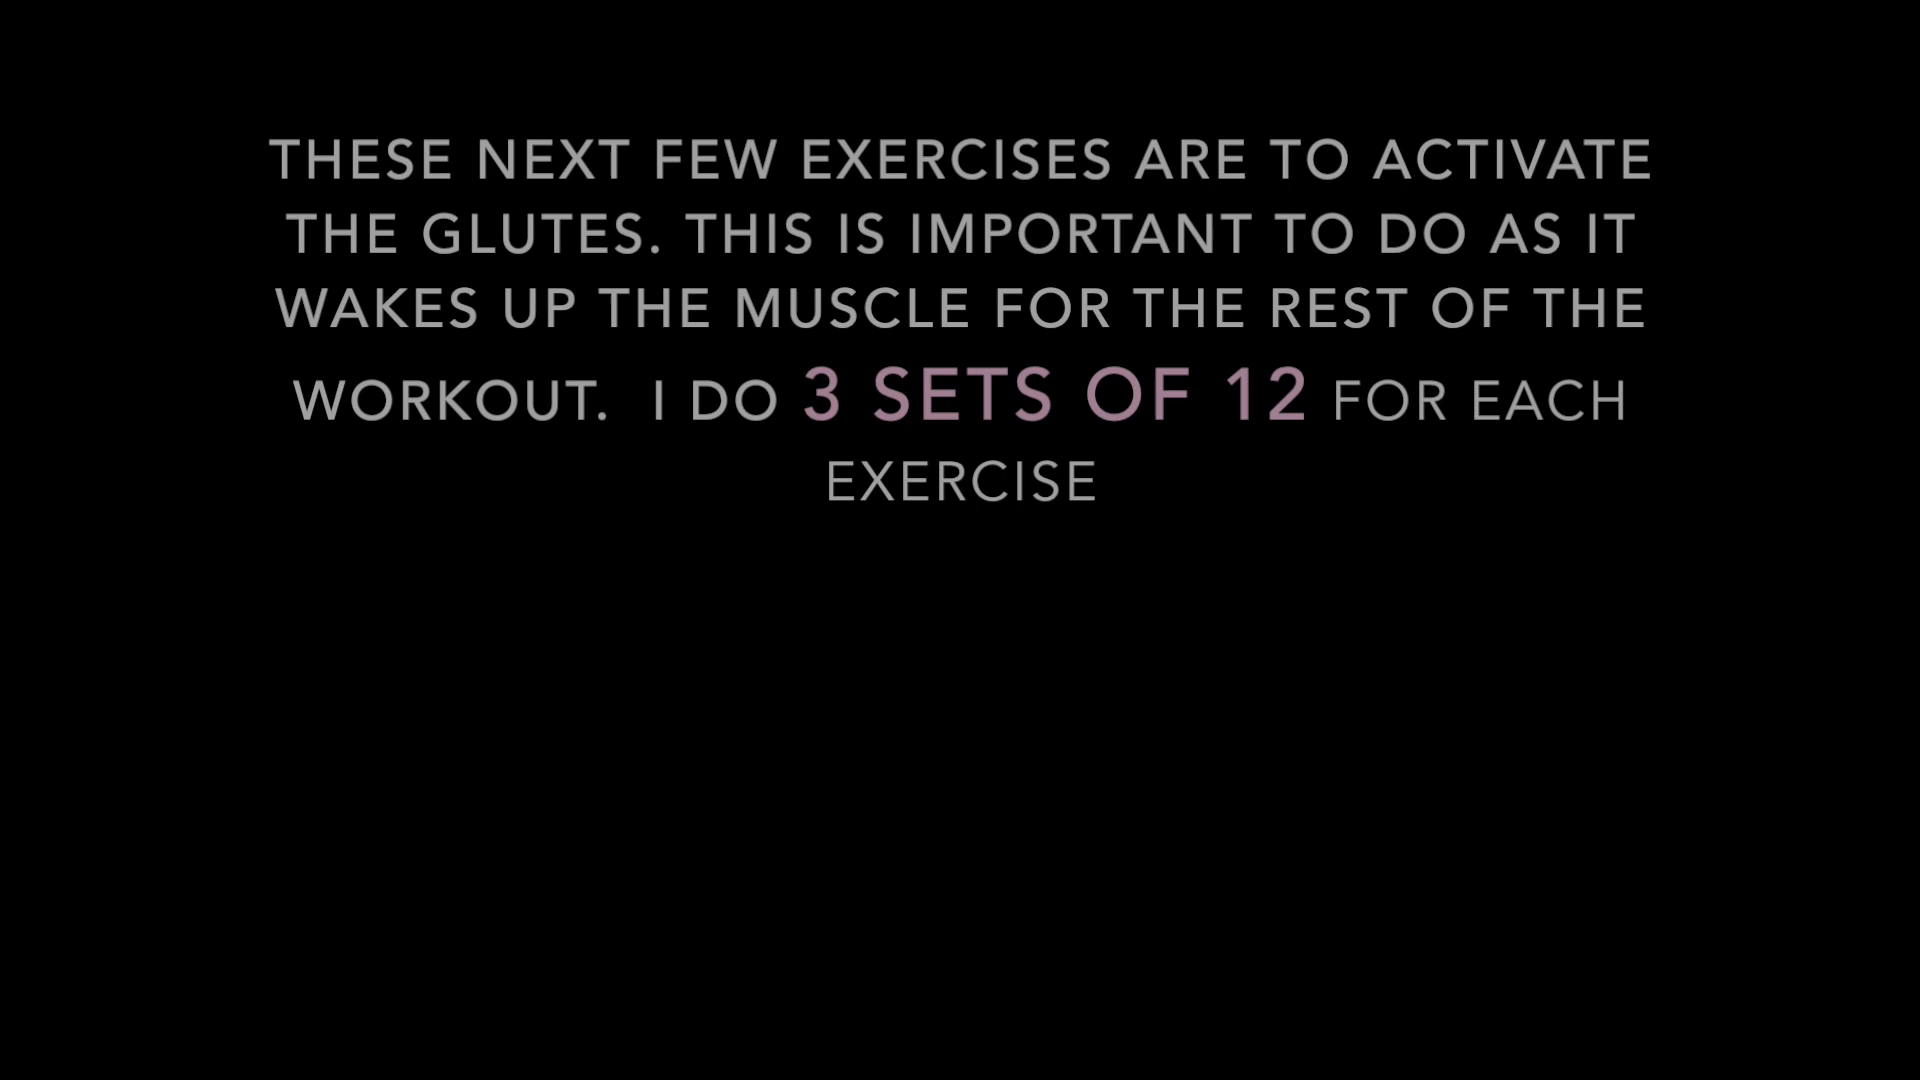 THESE NEXT FEW EXERCISES ARE TO ACTIVATE
THE GLUTES. THIS IS IMPORTANT TO DO AS IT
WAKES UP THE MUSCLE FOR THE REST OF THE
WORKOUT.  I DO 3 SETS OF 12 FOR EACH
EXERCISE